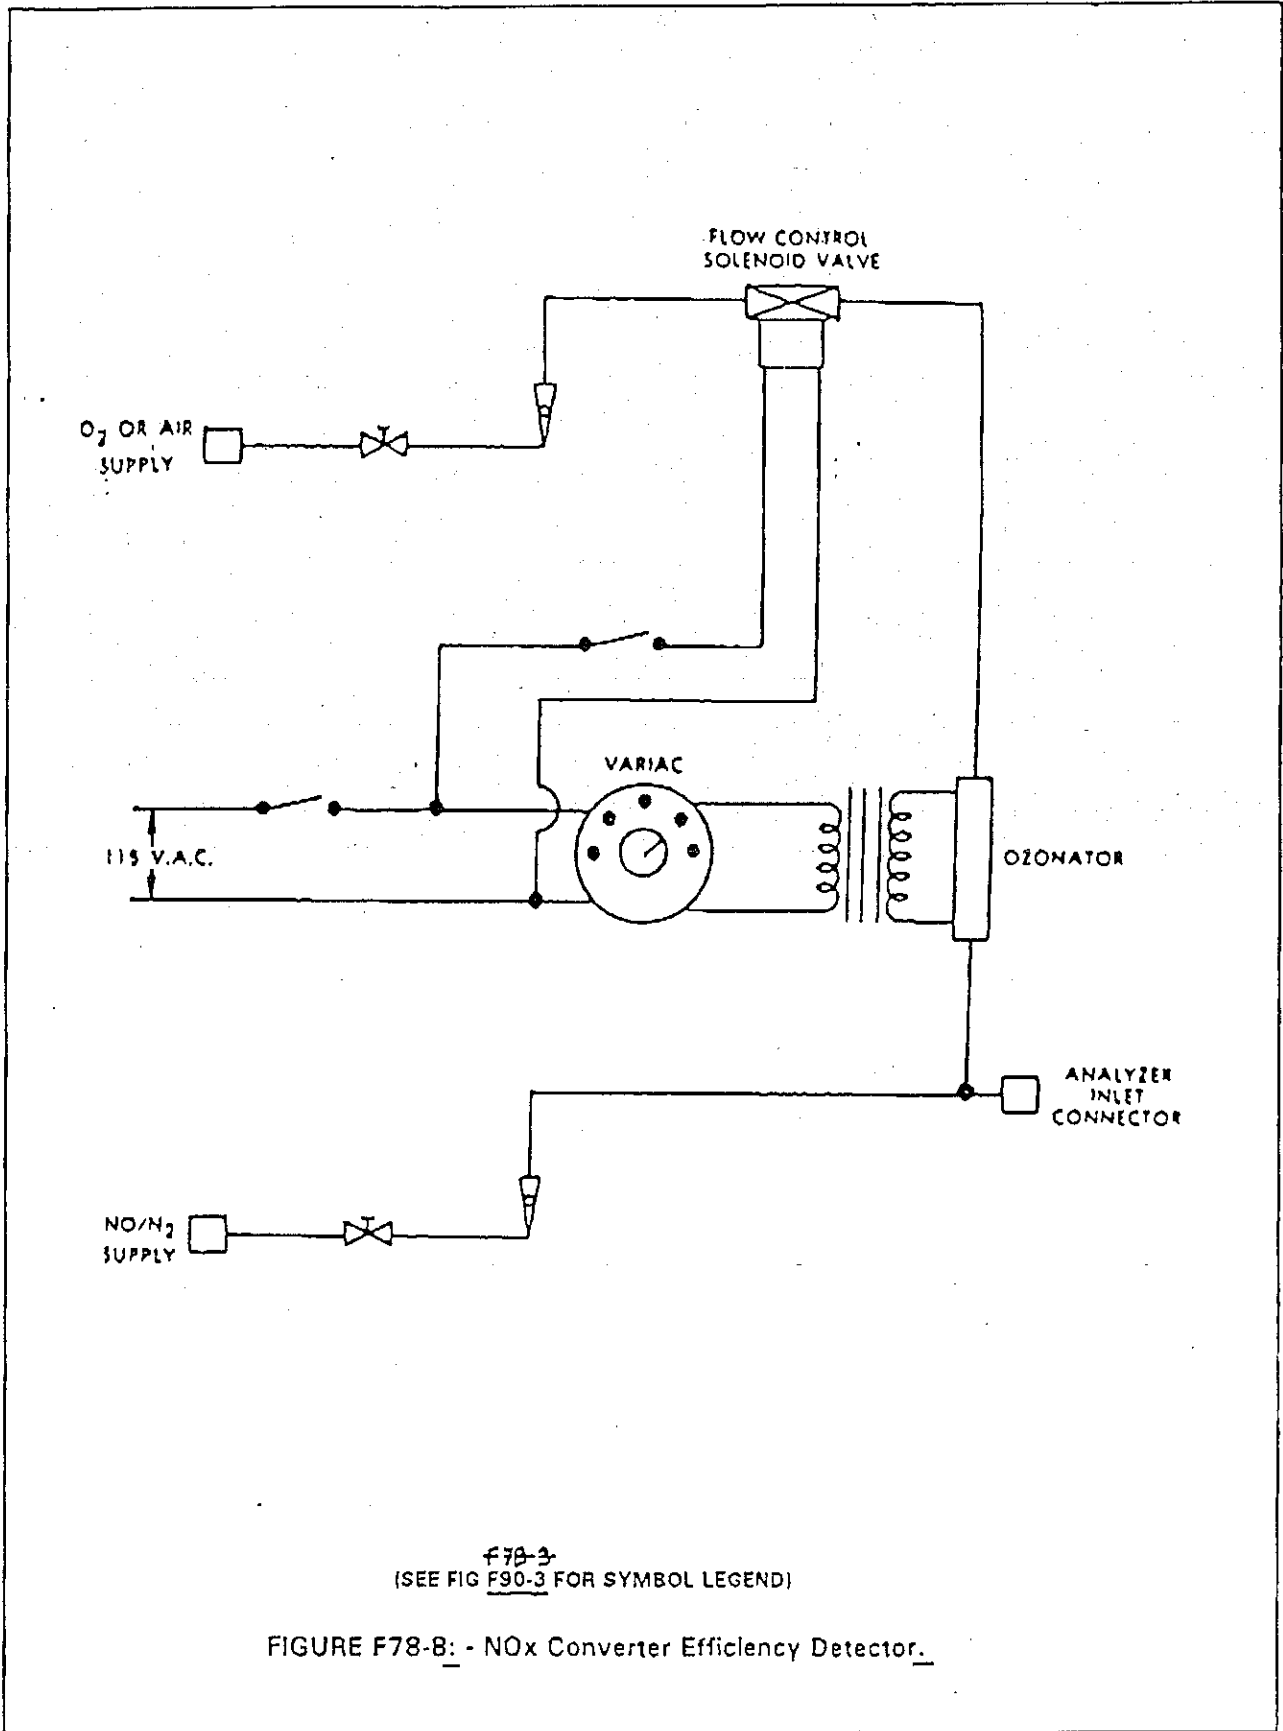 FLOW CONTROL
SOLENOID VALVE
O2 OR AIR
SUPPLY
VARIAC
115 V.A.C.
OZONATOR
ANALYZER
INLET
CONNECTOR
NO/N2
SUPPLY
F78-3
(SEE FIG F90-3 FOR SYMBOL LEGEND)
FIGURE F78-8: - NOx Converter Efficiency Detector.